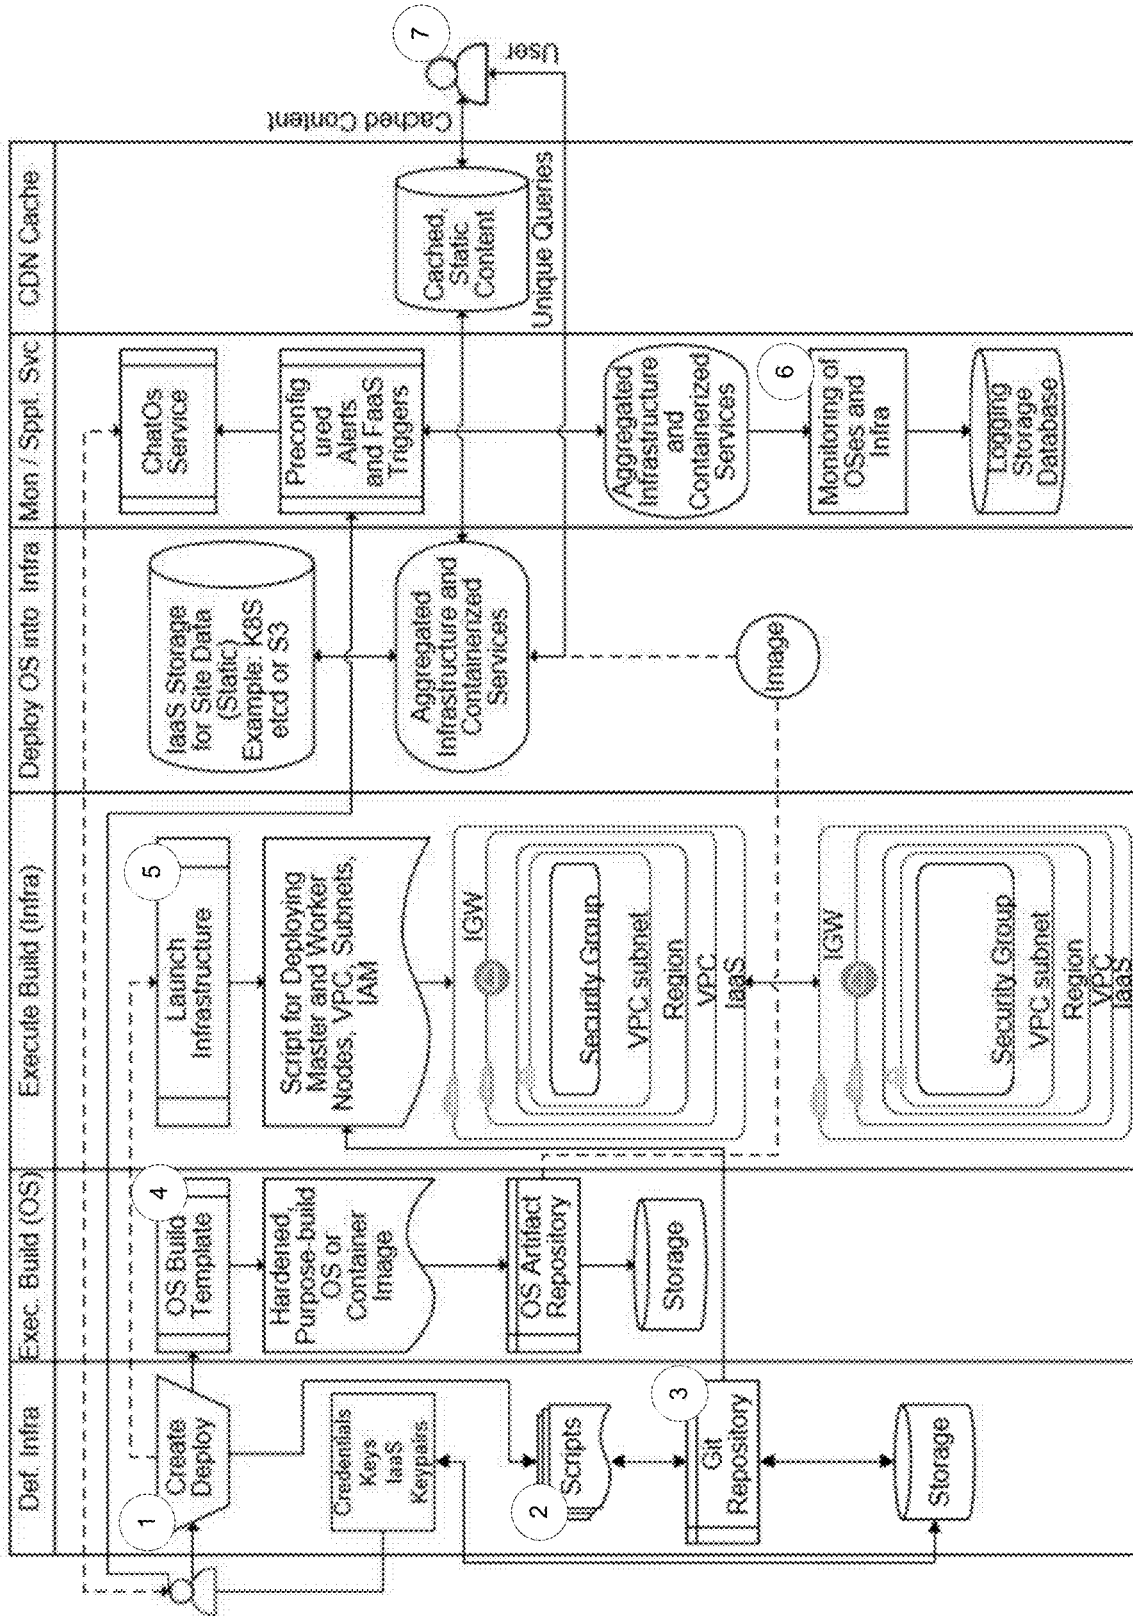 Def. Infra
Exec. Build (OS)
Execute Build (Infra)
Deploy OS into Infra
Mon / Sppt. Svc
CDN Cache
1
Create
Deploy
Credentials
Keys
IaaS
Keypairs
2
Scripts
3
Git
Repository
Storage
4
OS Build
Template
Hardened,
Purpose-build
OS or
Container
Image
OS Artifact
Repository
Storage
5
Launch
Infrastructure
Script for Deploying
Master and Worker
Nodes, VPC, Subnets,
IAM
IGW
Security Group
VPC subnet
Region
VPC
IaaS
IGW
Security Group
VPC subnet
Region
VPC
IaaS
IaaS Storage
for Site Data
(Static)
Example: K8S
etcd or S3
Aggregated
Infrastructure and
Containerized
Services
Image
ChatOs
Service
Preconfig
ured
Alerts
and FaaS
Triggers
Aggregated
Infrastructure
and
Containerized
Services
6
Monitoring of
OSes and
Infra
Logging
Storage
Database
Cached,
Static
Content
Unique Queries
Cached Content
7
User